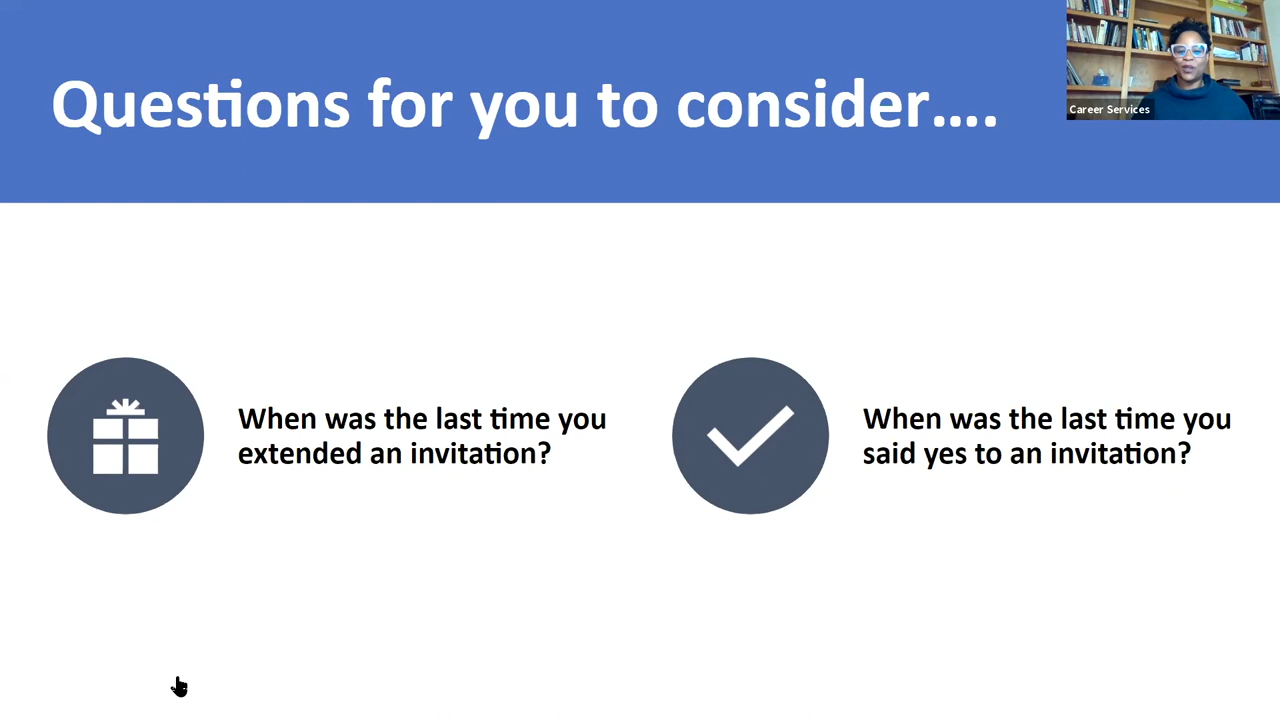 Questions for you to consider....
Career Services
When was the last time you
extended an invitation?
When was the last time you
said yes to an invitation?